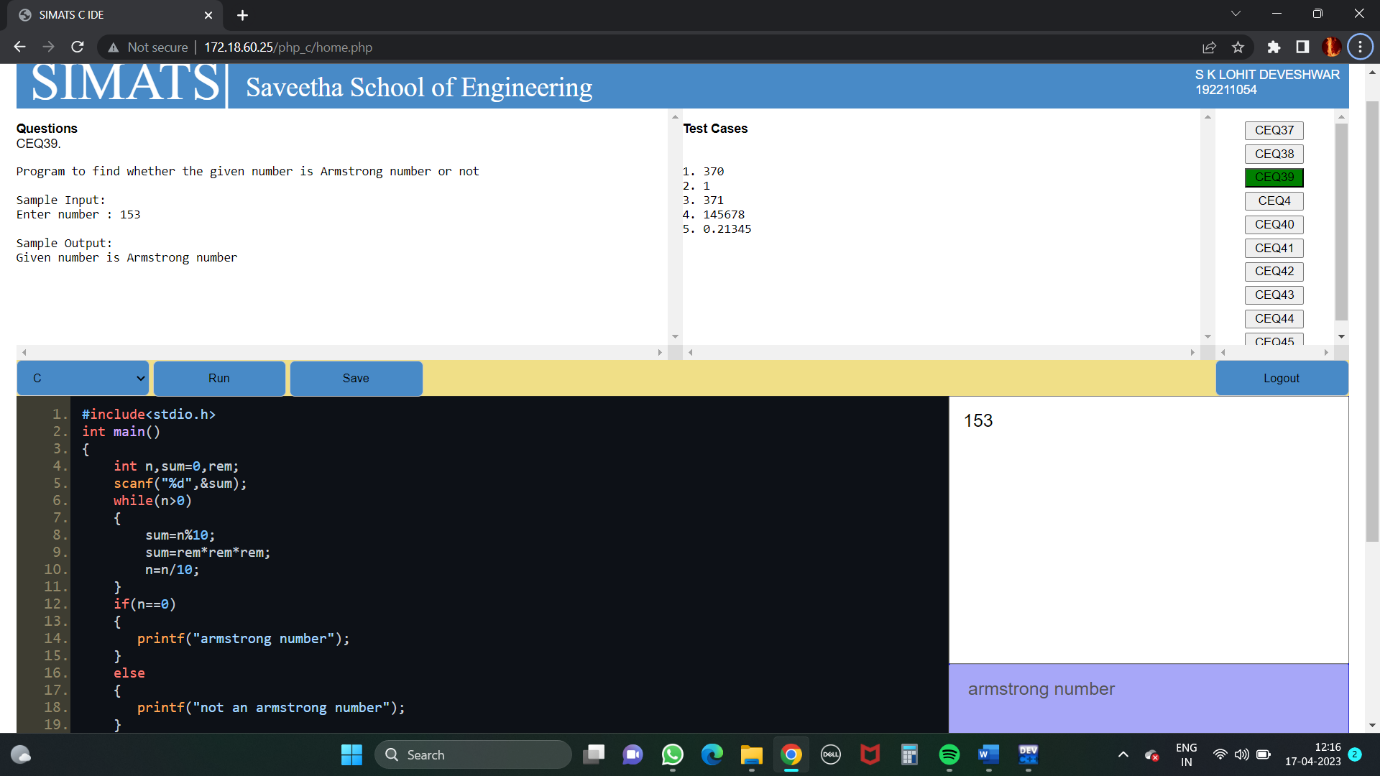 SIMATS C IDE
Not secure | 172.18.60.25/php_c/home.php
SIMATS| Saveetha School of Engineering
S K LOHIT DEVESHWAR
192211054
Questions
CEQ39.
Program to find whether the given number is Armstrong number or not
Sample Input:
Enter number : 153
Sample Output:
Given number is Armstrong number
Test Cases
1. 370
2. 1
3. 371
4. 145678
5. 0.21345
CEQ37
CEQ38
CEQ39
CEQ4
CEQ40
CEQ41
CEQ42
CEQ43
CEQ44
CEQ45
C
Run
Save
Logout
1. #include<stdio.h>
2. int main()
3. {
4. int n,sum=0,rem;
5. scanf("%d",&sum);
6. while(n>0)
7. {
8. sum=n%10;
9. sum=rem*rem*rem;
10. n=n/10;
11. }
12. if(n==0)
13. {
14. printf("armstrong number");
15. }
16. else
17. {
18. printf("not an armstrong number");
19. }
153
armstrong number
Search
DELL
W
DEV
C++
ENG
IN
12:16
17-04-2023
2